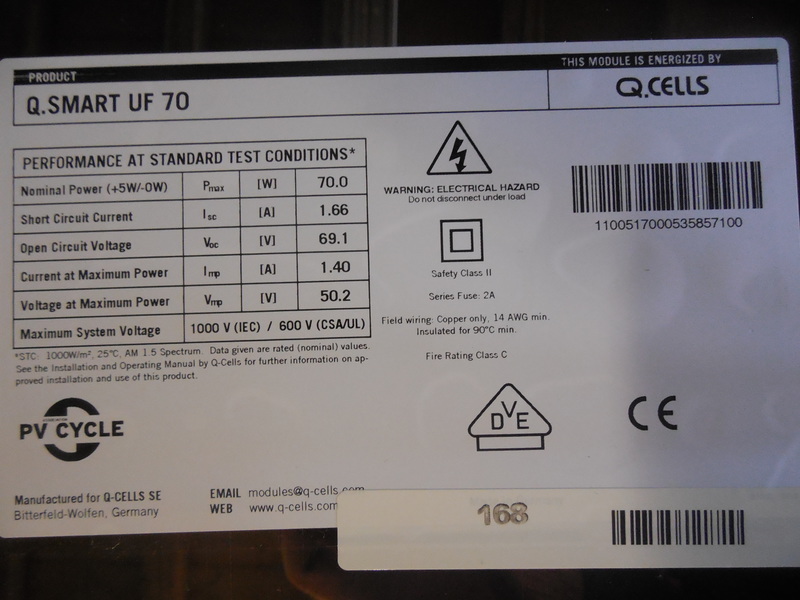 PRODUCT
Q.SMART UF 70
THIS MODULE IS ENERGIZED BY
Q.CELLS
PERFORMANCE AT STANDARD TEST CONDITIONS*
Nominal Power (+5W/-0W) Pmax [W] 70.0
Short Circuit Current Isc [A] 1.66
Open Circuit Voltage Voc [V] 69.1
Current at Maximum Power Imp [A] 1.40
Voltage at Maximum Power Vmp [V] 50.2
Maximum System Voltage 1000 V (IEC) / 600 V (CSA/UL)
*STC: 1000W/m², 25°C, AM 1.5 Spectrum. Data given are rated (nominal) values.
See the Installation and Operating Manual by Q-Cells for further information on ap-
proved installation and use of this product.
WARNING: ELECTRICAL HAZARD
Do not disconnect under load
Safety Class II
Series Fuse: 2A
Field wiring: Copper only, 14 AWG min.
Insulated for 90°C min.
Fire Rating Class C
1100517000535857100
PV CYCLE
DVE
CE
Manufactured for Q-CELLS SE
Bitterfeld-Wolfen, Germany
EMAIL modules@q-cells.com
WEB www.q-cells.com
168